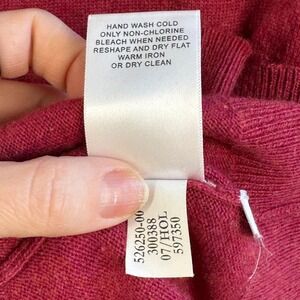 HAND WASH COLD
ONLY NON-CHLORINE
BLEACH WHEN NEEDED
RESHAPE AND DRY FLAT
WARM IRON
OR DRY CLEAN
526250-00
300388
07/HOL
597350